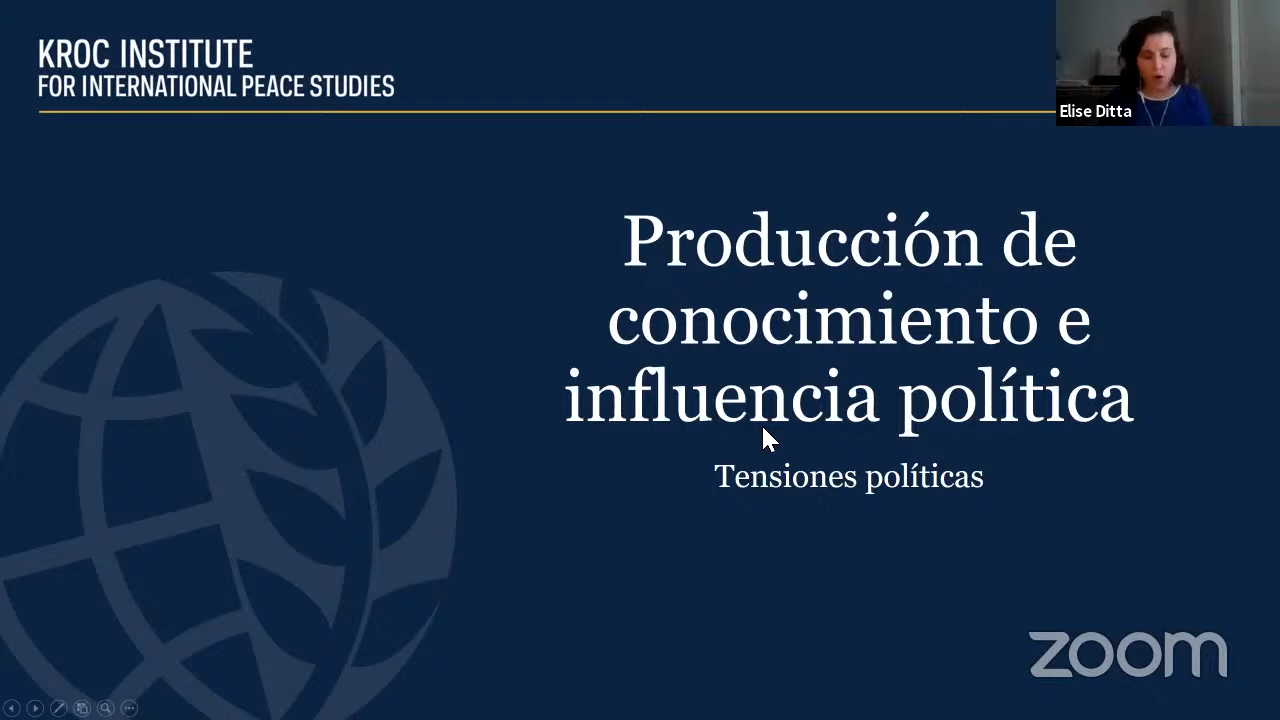 KROC INSTITUTE
FOR INTERNATIONAL PEACE STUDIES
Elise Ditta
Producción de
conocimiento e
influencia política
Tensiones políticas
zoom